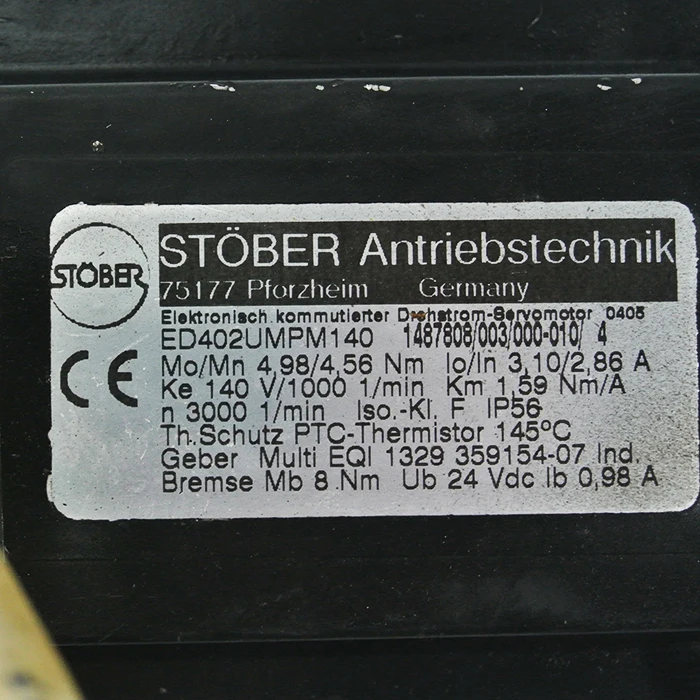 STÖBER
STÖBER Antriebstechnik
75177 Pforzheim Germany
Elektronisch kommutierter Drehstrom-Servomotor 0405
ED402UMPM140 1487808/003/000-010/ 4
CE
Mo/Mn 4,98/4,56 Nm Io/In 3,10/2,86 A
Ke 140 V/1000 1/min Km 1,59 Nm/A
n 3000 1/min Iso.-Kl. F IP56
Th.Schutz PTC-Thermistor 145°C
Geber Multi EQI 1329 359154-07 Ind.
Bremse Mb 8 Nm Ub 24 Vdc Ib 0,98 A